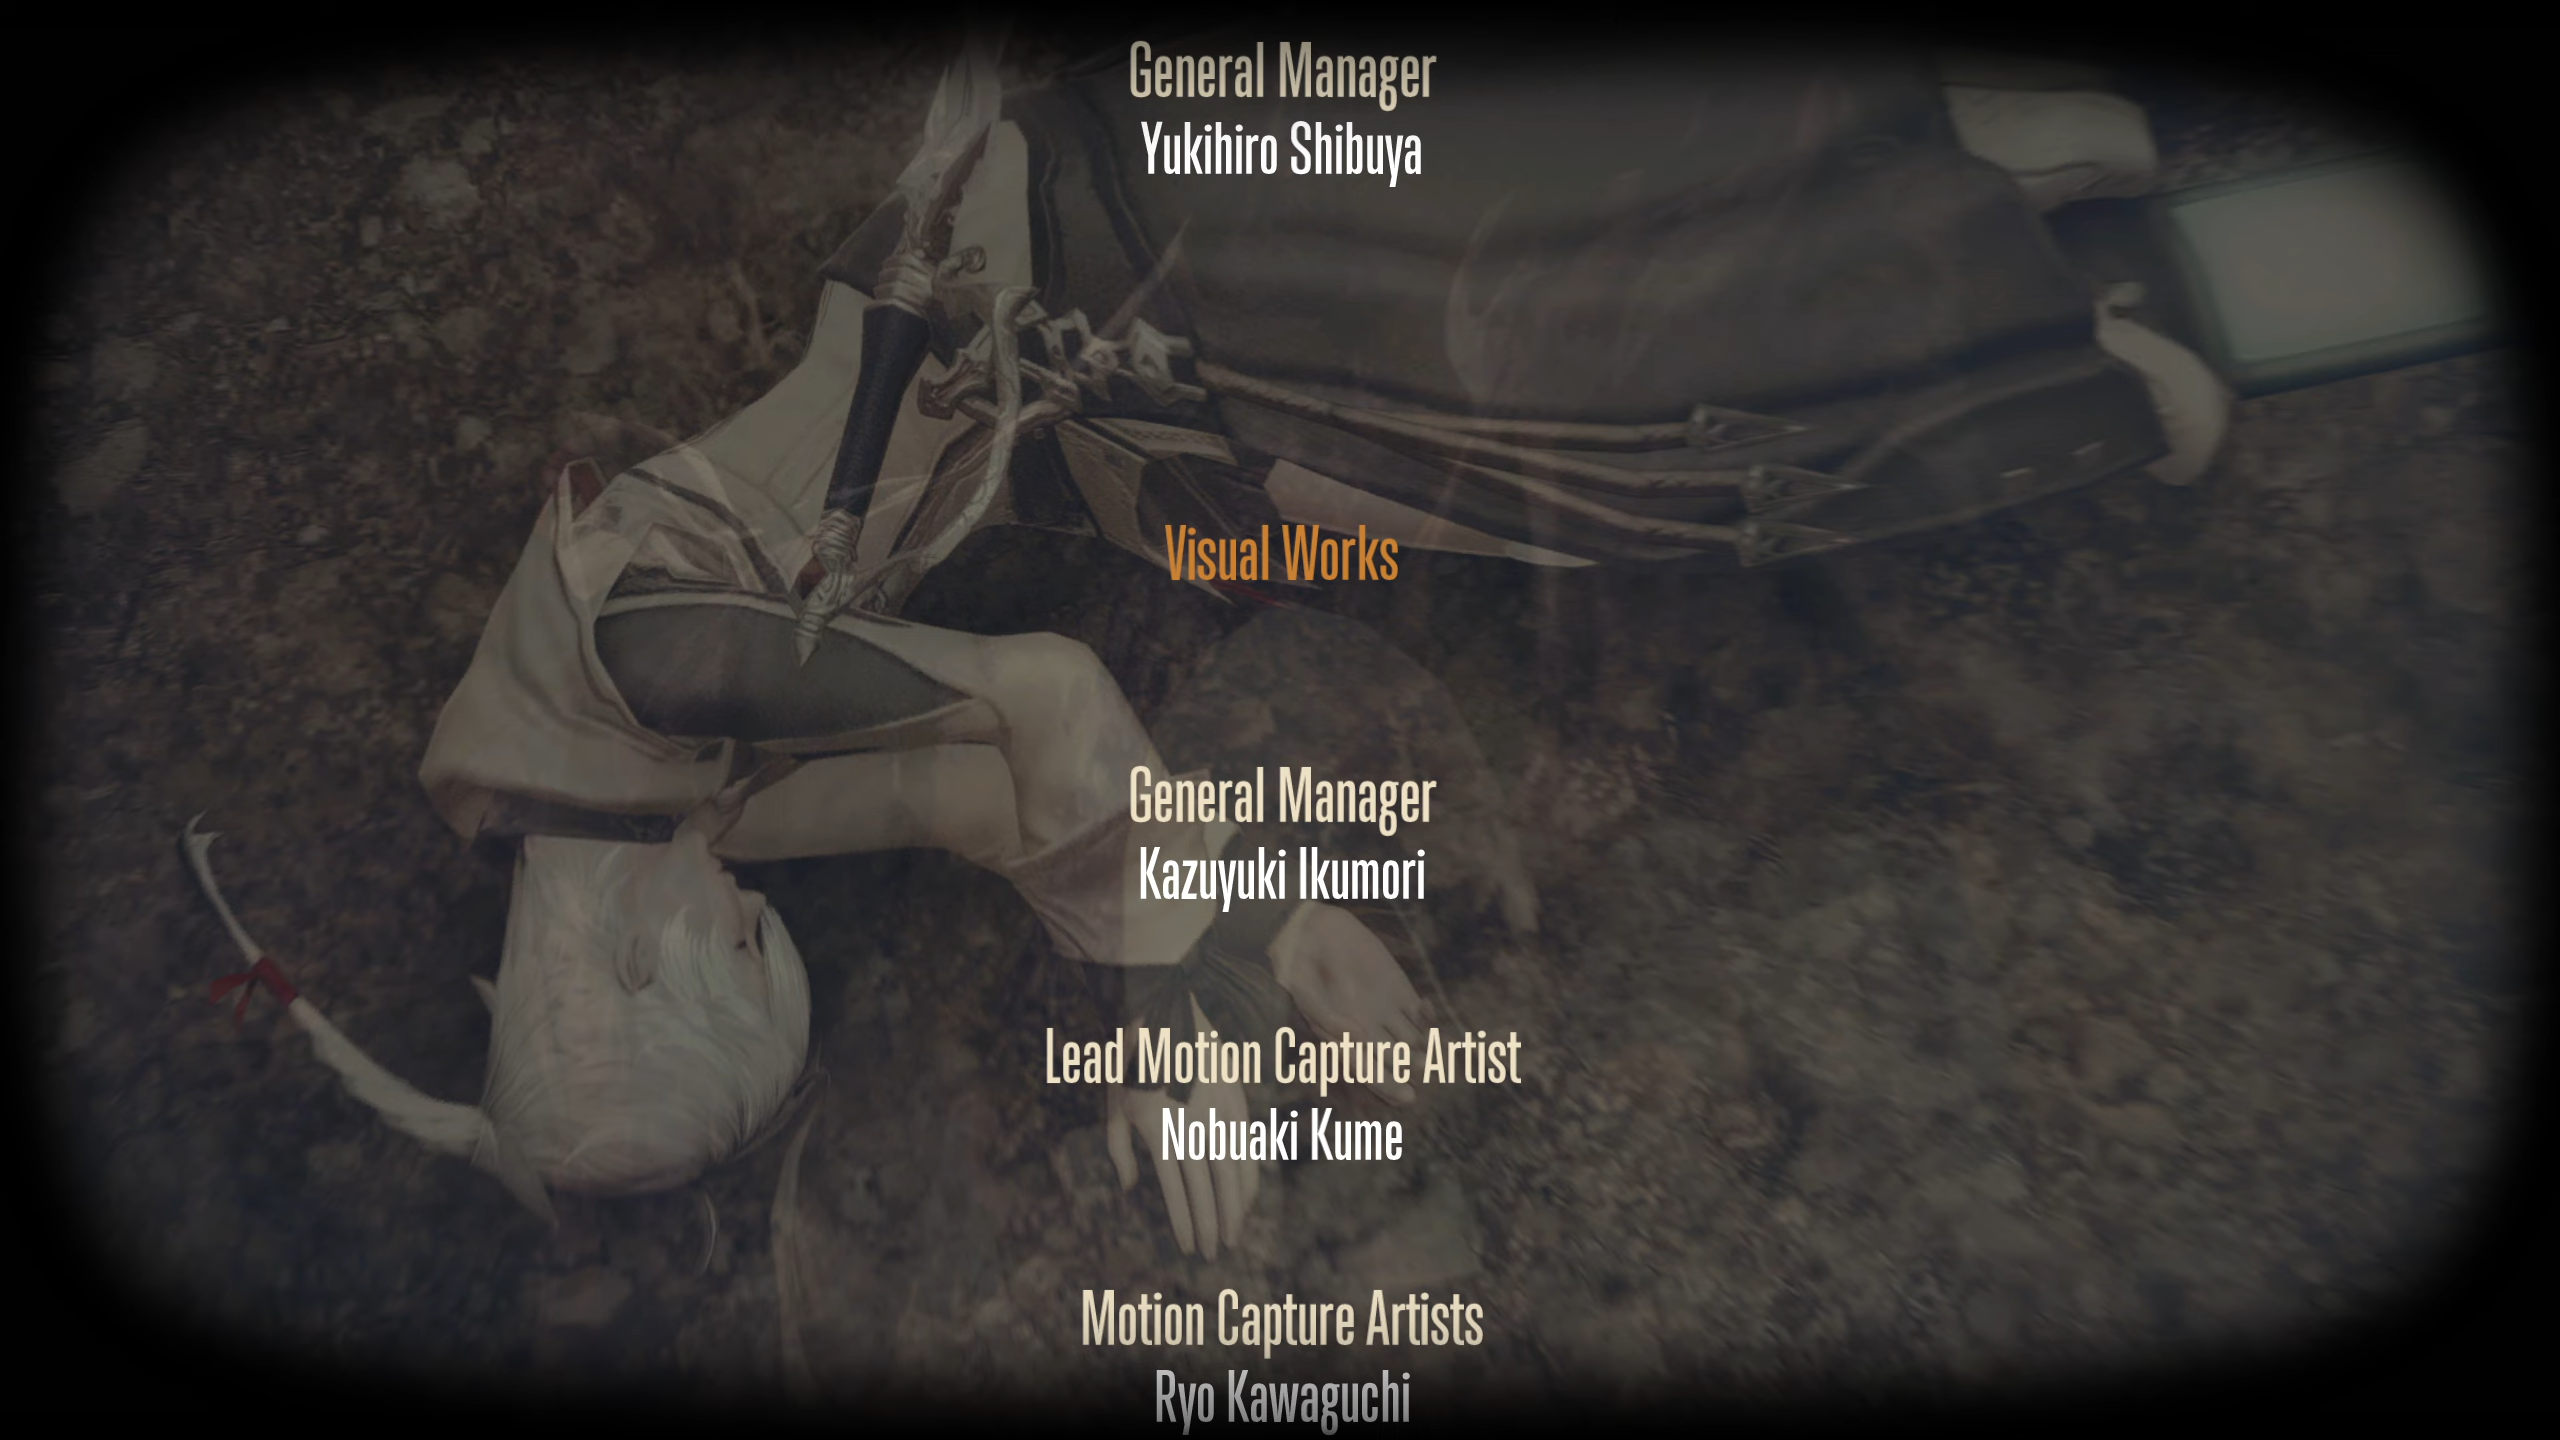 General Manager
Yukihiro Shibuya
Visual Works
General Manager
Kazuyuki Ikumori
Lead Motion Capture Artist
Nobuaki Kume
Motion Capture Artists
Ryo Kawaguchi